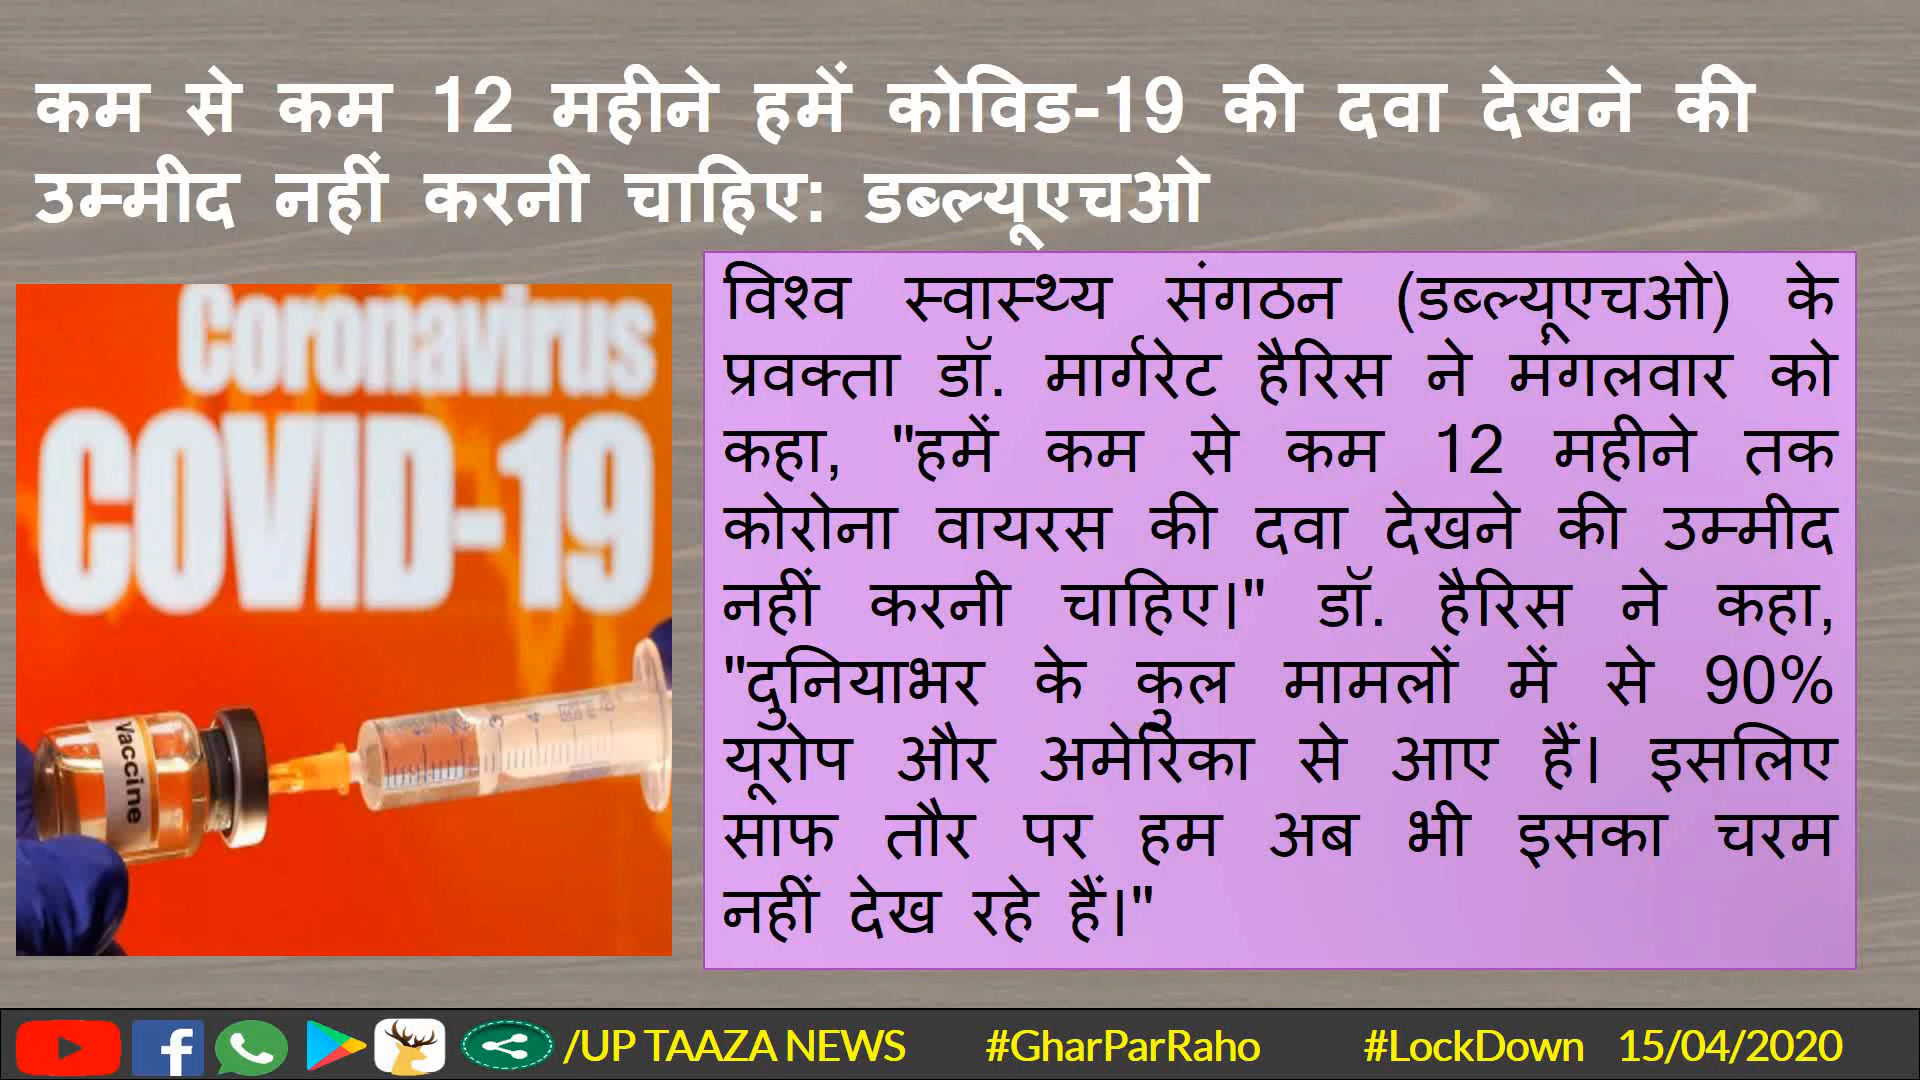 कम से कम 12 महीने हमें कोविड-19 की दवा देखने की
उम्मीद नहीं करनी चाहिए: डब्ल्यूएचओ
Coronavirus
COVID-19
Vaccine
विश्व स्वास्थ्य संगठन (डब्ल्यूएचओ) के
प्रवक्ता डॉ. मार्गरेट हैरिस ने मंगलवार को
कहा, "हमें कम से कम 12 महीने तक
कोरोना वायरस की दवा देखने की उम्मीद
नहीं करनी चाहिए।" डॉ. हैरिस ने कहा,
"दुनियाभर के कुल मामलों में से 90%
यूरोप और अमेरिका से आए हैं। इसलिए
साफ तौर पर हम अब भी इसका चरम
नहीं देख रहे हैं।"
/UP TAAZA NEWS #GharParRaho #LockDown 15/04/2020